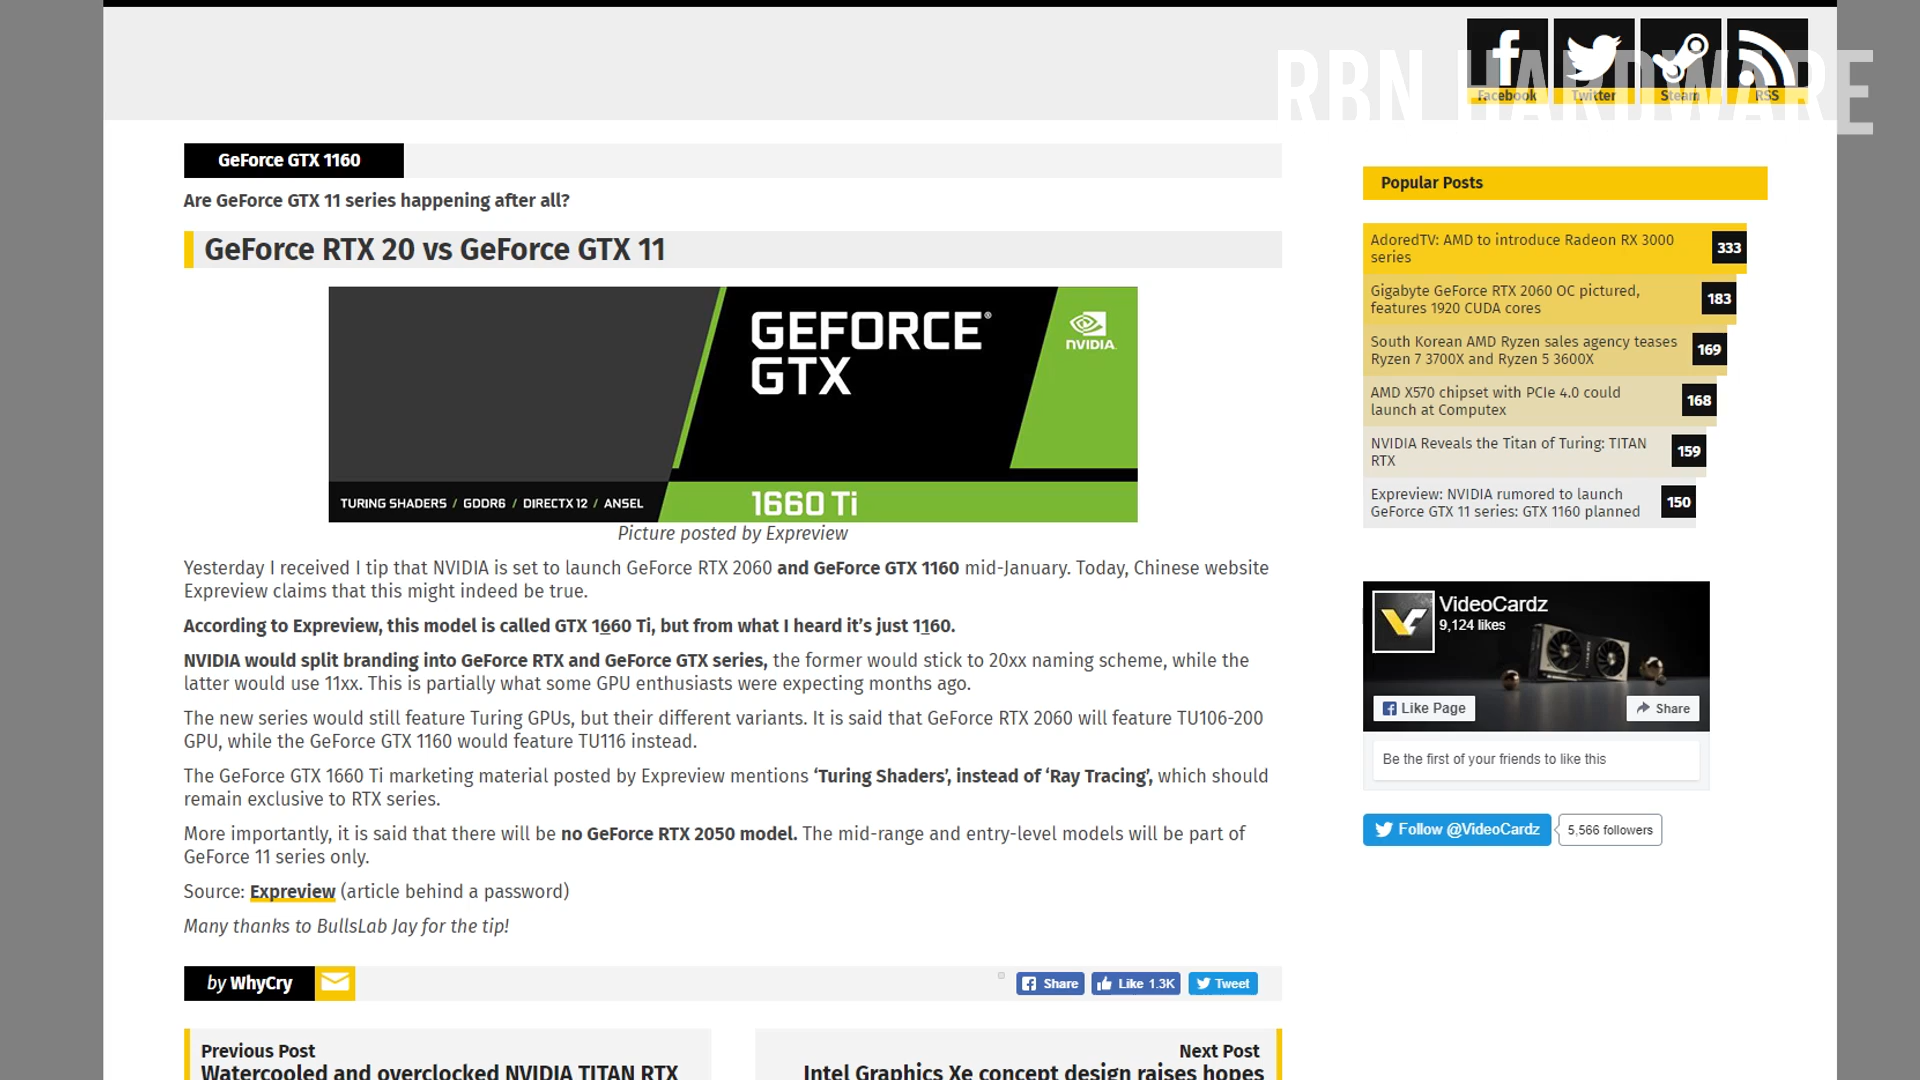 RBN HARDWARE
Facebook
Twitter
Steam
RSS
GeForce GTX 1160
Are GeForce GTX 11 series happening after all?
GeForce RTX 20 vs GeForce GTX 11
GEFORCE®
GTX
NVIDIA.
TURING SHADERS / GDDR6 / DIRECTX 12 / ANSEL
1660 Ti
Picture posted by Expreview
Yesterday I received I tip that NVIDIA is set to launch GeForce RTX 2060 and GeForce GTX 1160 mid-January. Today, Chinese website
Expreview claims that this might indeed be true.
According to Expreview, this model is called GTX 1660 Ti, but from what I heard it’s just 1160.
NVIDIA would split branding into GeForce RTX and GeForce GTX series, the former would stick to 20xx naming scheme, while the
latter would use 11xx. This is partially what some GPU enthusiasts were expecting months ago.
The new series would still feature Turing GPUs, but their different variants. It is said that GeForce RTX 2060 will feature TU106-200
GPU, while the GeForce GTX 1160 would feature TU116 instead.
The GeForce GTX 1660 Ti marketing material posted by Expreview mentions ‘Turing Shaders’, instead of ‘Ray Tracing’, which should
remain exclusive to RTX series.
More importantly, it is said that there will be no GeForce RTX 2050 model. The mid-range and entry-level models will be part of
GeForce 11 series only.
Source: Expreview (article behind a password)
Many thanks to BullsLab Jay for the tip!
by WhyCry
Share
Like 1.3K
Tweet
Previous Post
Watercooled and overclocked NVIDIA TITAN RTX
Next Post
Intel Graphics Xe concept design raises hopes
Popular Posts
AdoredTV: AMD to introduce Radeon RX 3000
series
333
Gigabyte GeForce RTX 2060 OC pictured,
features 1920 CUDA cores
183
South Korean AMD Ryzen sales agency teases
Ryzen 7 3700X and Ryzen 5 3600X
169
AMD X570 chipset with PCIe 4.0 could
launch at Computex
168
NVIDIA Reveals the Titan of Turing: TITAN
RTX
159
Expreview: NVIDIA rumored to launch
GeForce GTX 11 series: GTX 1160 planned
150
VideoCardz
9,124 likes
Like Page
Share
Be the first of your friends to like this
Follow @VideoCardz
5,566 followers